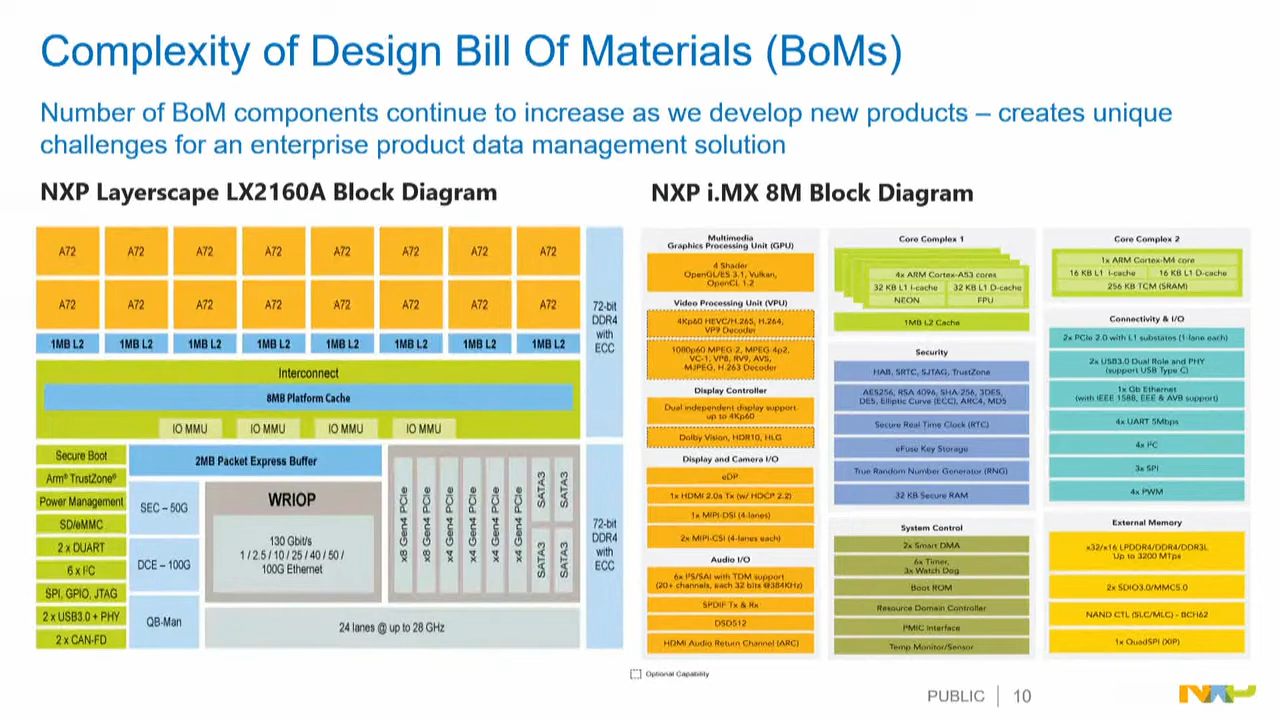 Complexity of Design Bill Of Materials (BoMs)
Number of BoM components continue to increase as we develop new products – creates unique
challenges for an enterprise product data management solution
NXP Layerscape LX2160A Block Diagram
A72 A72 A72 A72 A72 A72 A72 A72
A72 A72 A72 A72 A72 A72 A72 A72
1MB L2 1MB L2 1MB L2 1MB L2 1MB L2 1MB L2 1MB L2 1MB L2
72-bit
DDR4
with
ECC
Interconnect
8MB Platform Cache
IO MMU IO MMU IO MMU IO MMU
Secure Boot
Arm® TrustZone®
Power Management
SD/eMMC
2 x DUART
6 x I²C
SPI, GPIO, JTAG
2 x USB3.0 + PHY
2 x CAN-FD
2MB Packet Express Buffer
SEC – 50G
DCE – 100G
QB-Man
WRIOP
130 Gbit/s
1 / 2.5 / 10 / 25 / 40 / 50 /
100G Ethernet
x8 Gen4 PCIe
x8 Gen4 PCIe
x4 Gen4 PCIe
x4 Gen4 PCIe
x4 Gen4 PCIe
x4 Gen4 PCIe
SATA3
SATA3
SATA3
SATA3
24 lanes @ up to 28 GHz
72-bit
DDR4
with
ECC
NXP i.MX 8M Block Diagram
Multimedia
Graphics Processing Unit (GPU)
4 Shader
OpenGL/ES 3.1, Vulkan,
OpenCL 1.2
Video Processing Unit (VPU)
4Kp60 HEVC/H.265, H.264,
VP9 Decoder
1080p60 MPEG-2, MPEG-4p2,
VC-1, VP8, RV9, AVS,
MJPEG, H.263 Decoder
Display Controller
Dual independent display support
up to 4Kp60
Dolby Vision, HDR10, HLG
Display and Camera I/O
eDP
1x HDMI 2.0a Tx (w/ HDCP 2.2)
1x MIPI-DSI (4-lanes)
2x MIPI-CSI (4-lanes each)
Audio I/O
6x I²S/SAI with TDM support
(20+ channels, each 32 bits @384KHz)
SPDIF Tx & Rx
DSD512
HDMI Audio Return Channel (ARC)
Core Complex 1
4x ARM Cortex-A53 cores
32 KB L1 I-cache 32 KB L1 D-cache
NEON FPU
1MB L2 Cache
Security
HAB, SRTC, SJTAG, TrustZone
AES256, RSA 4096, SHA-256, 3DES,
DES, Elliptic Curve (ECC), ARC4, MD5
Secure Real Time Clock (RTC)
eFuse Key Storage
True Random Number Generator (RNG)
32 KB Secure RAM
System Control
2x Smart DMA
6x Timer,
3x Watch Dog
Boot ROM
Resource Domain Controller
PMIC Interface
Temp Monitor/Sensor
Core Complex 2
1x ARM Cortex-M4 core
16 KB L1 I-cache 16 KB L1 D-cache
256 KB TCM (SRAM)
Connectivity & I/O
2x PCIe 2.0 with L1 substates (1-lane each)
2x USB3.0 Dual Role and PHY
(support USB Type C)
1x Gb Ethernet
(with IEEE 1588, EEE & AVB support)
4x UART 5Mbps
4x I²C
3x SPI
4x PWM
External Memory
x32/x16 LPDDR4/DDR4/DDR3L
Up to 3200 MTps
2x SDIO3.0/MMC5.0
NAND CTL (SLC/MLC) - BCH62
1x QuadSPI (XIP)
Optional Capability
PUBLIC 10
NXP